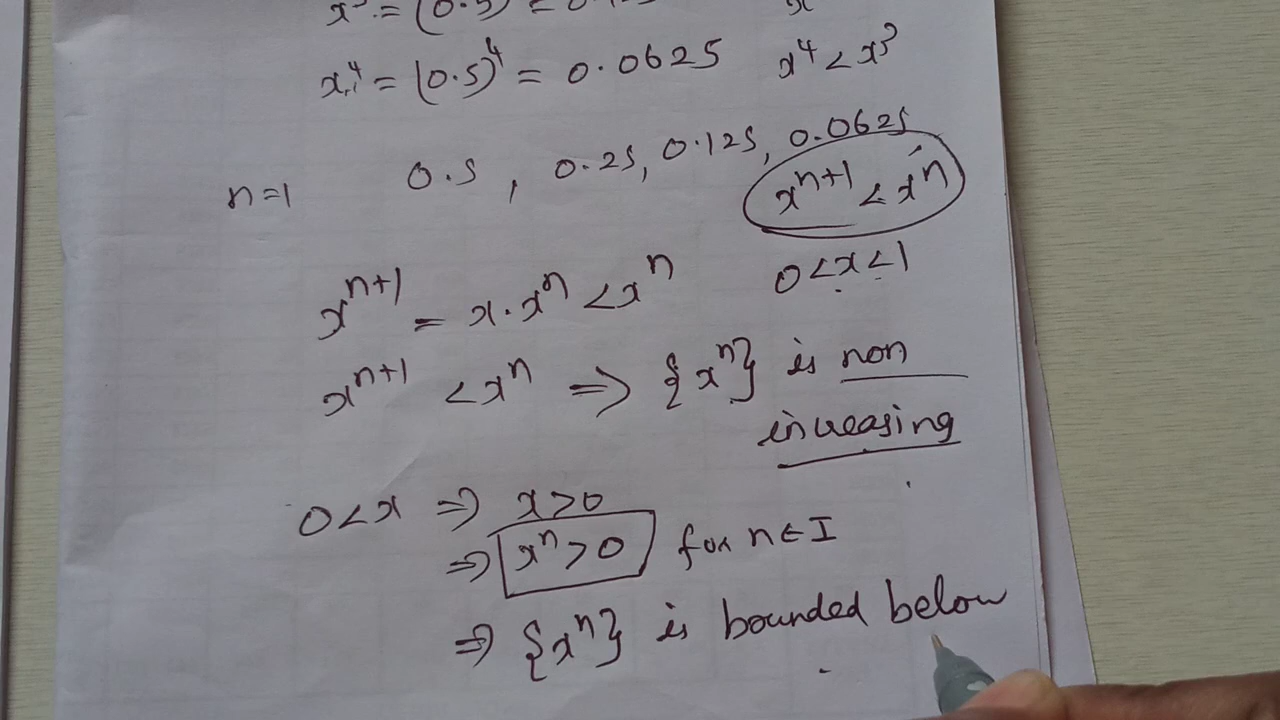 x⁴ = (0.5)⁴ = 0.0625 x⁴ < x³
n=1 0.5, 0.25, 0.125, 0.0625
xⁿ⁺¹ < xⁿ
0 < x < 1
xⁿ⁺¹ = x·xⁿ < xⁿ
xⁿ⁺¹ < xⁿ ⇒ {xⁿ} is non
increasing
0 < x ⇒ x > 0
⇒ xⁿ > 0 for n ∈ I
⇒ {xⁿ} is bounded below